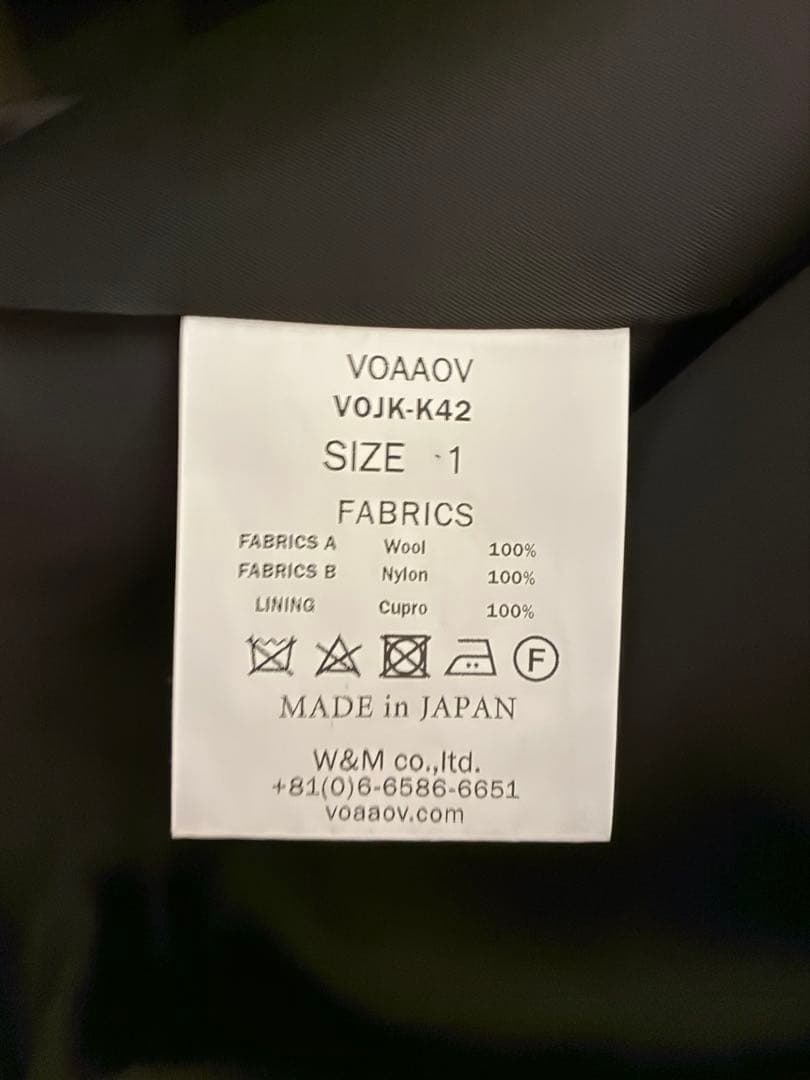 VOAAOV
VOJK-K42
SIZE 1
FABRICS
FABRICS A Wool 100%
FABRICS B Nylon 100%
LINING Cupro 100%
F
MADE in JAPAN
W&M co.,ltd.
+81(0)6-6586-6651
voaaov.com